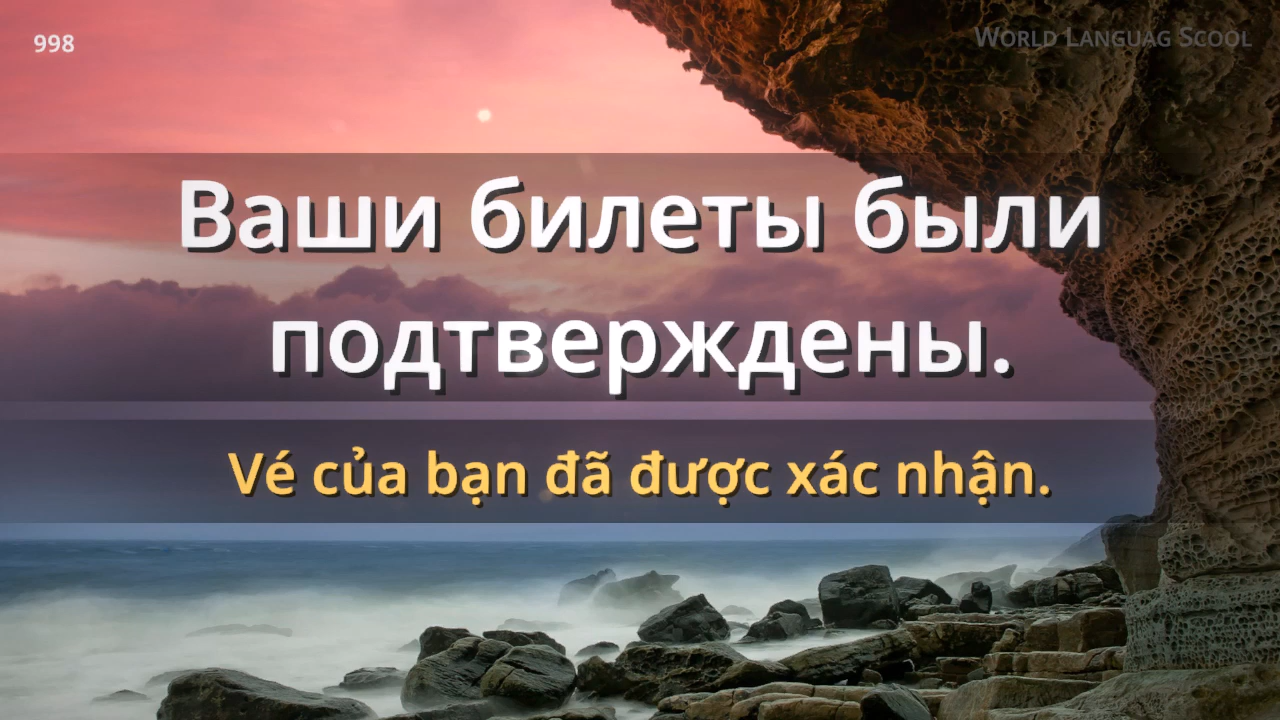 998
World Languag Scool
Ваши билеты были
подтверждены.
Vé của bạn đã được xác nhận.